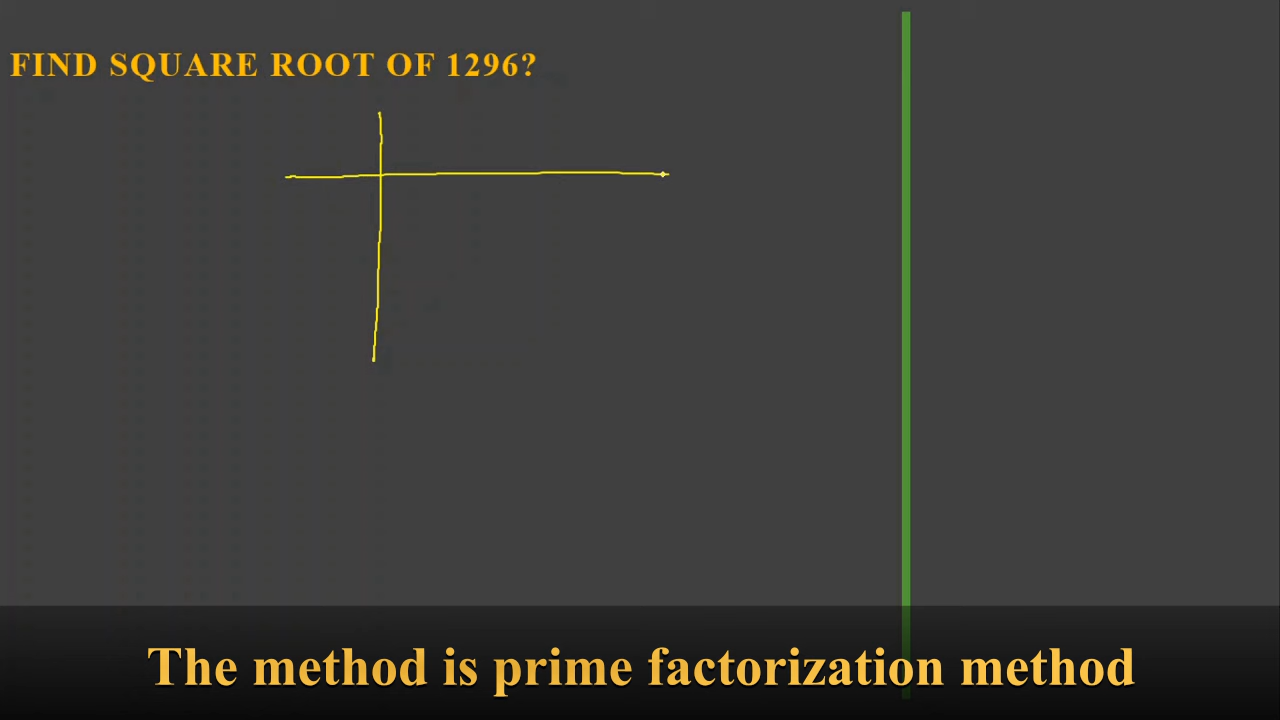 FIND SQUARE ROOT OF 1296?
The method is prime factorization method